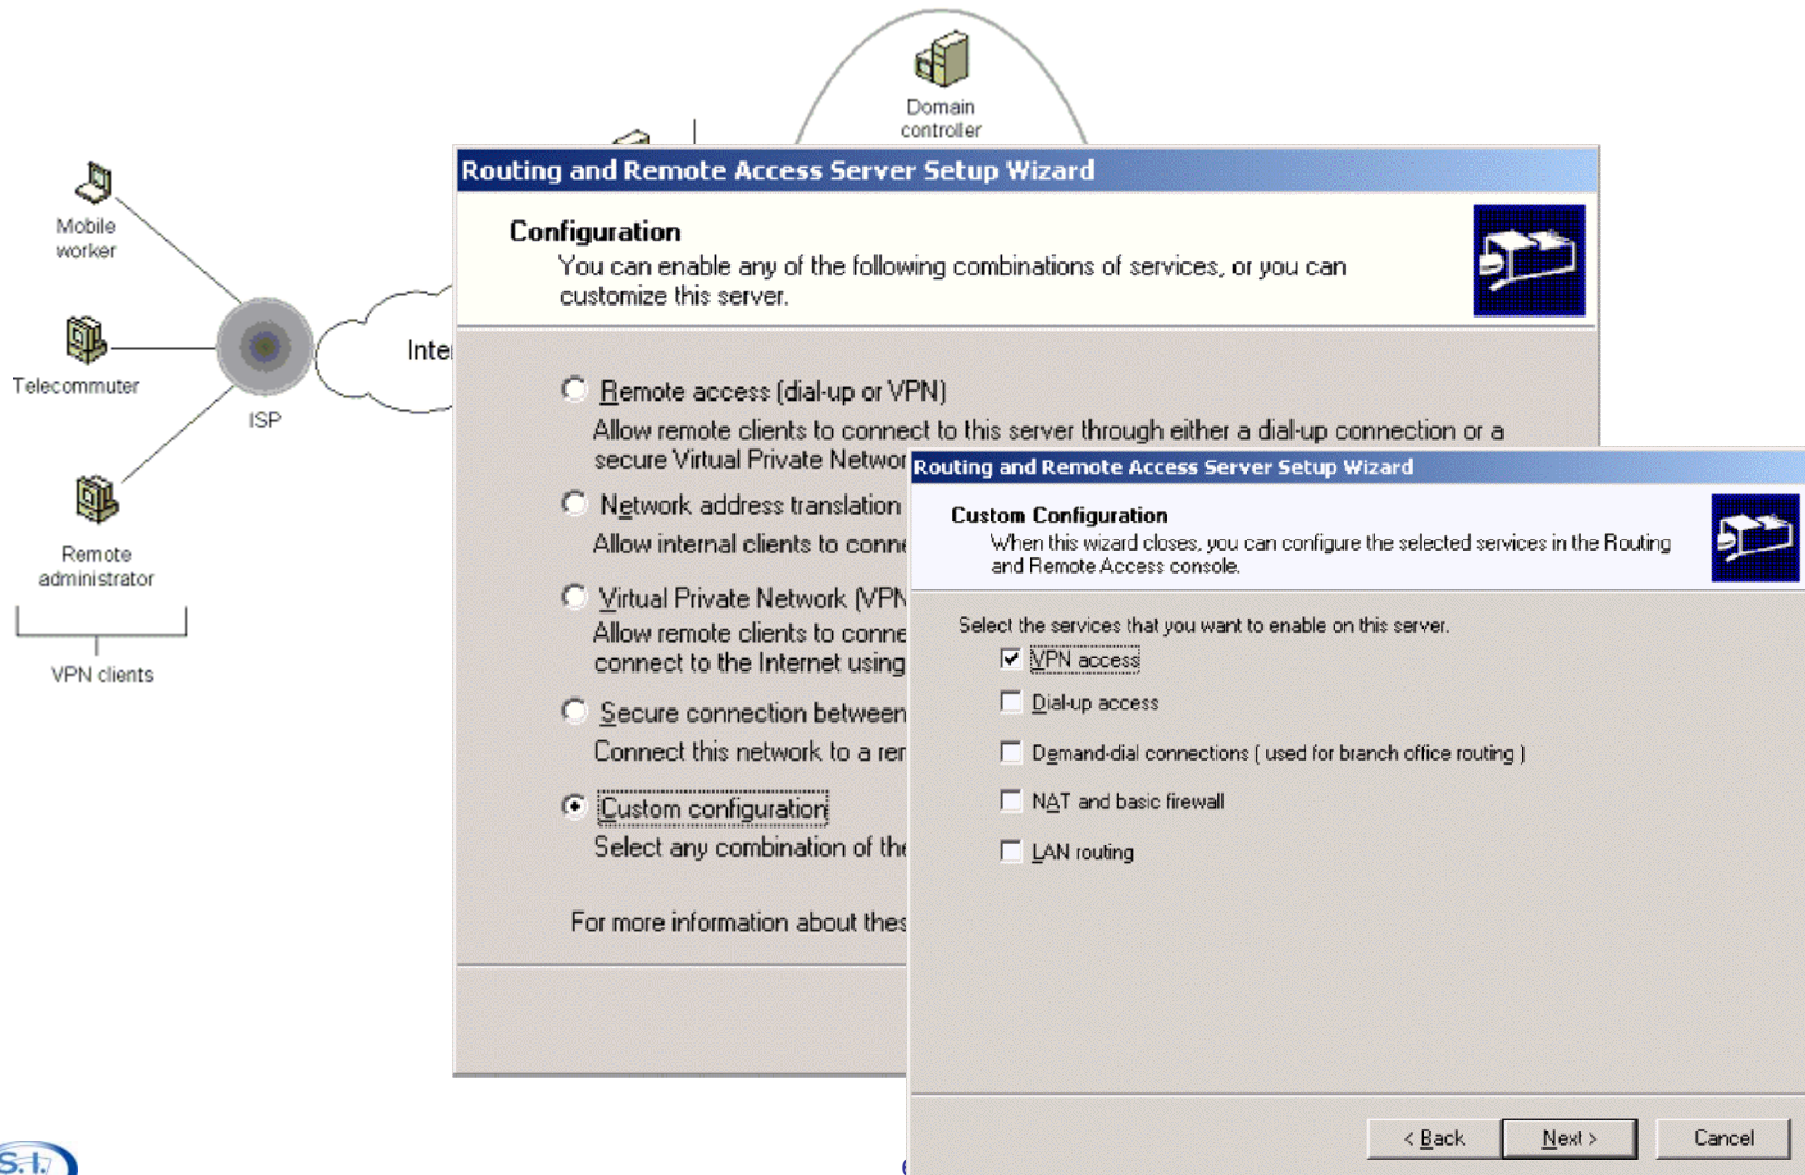 Domain
controller
Mobile
worker
Telecommuter
ISP
Remote
administrator
VPN clients
Routing and Remote Access Server Setup Wizard
Configuration
You can enable any of the following combinations of services, or you can
customize this server.
Remote access (dial-up or VPN)
Allow remote clients to connect to this server through either a dial-up connection or a
secure Virtual Private
Network address translation
Allow internal clients to
Virtual Private Network
Allow remote clients to
connect to the Internet using
Secure connection between
Connect this network to a
Custom configuration
Select any combination of
For more information about
Routing and Remote Access Server Setup Wizard
Custom Configuration
When this wizard closes, you can configure the selected services in the Routing
and Remote Access console.
Select the services that you want to enable on this server.
VPN access
Dial-up access
Demand-dial connections ( used for branch office routing )
NAT and basic firewall
LAN routing
< Back
Next >
Cancel
S.I.